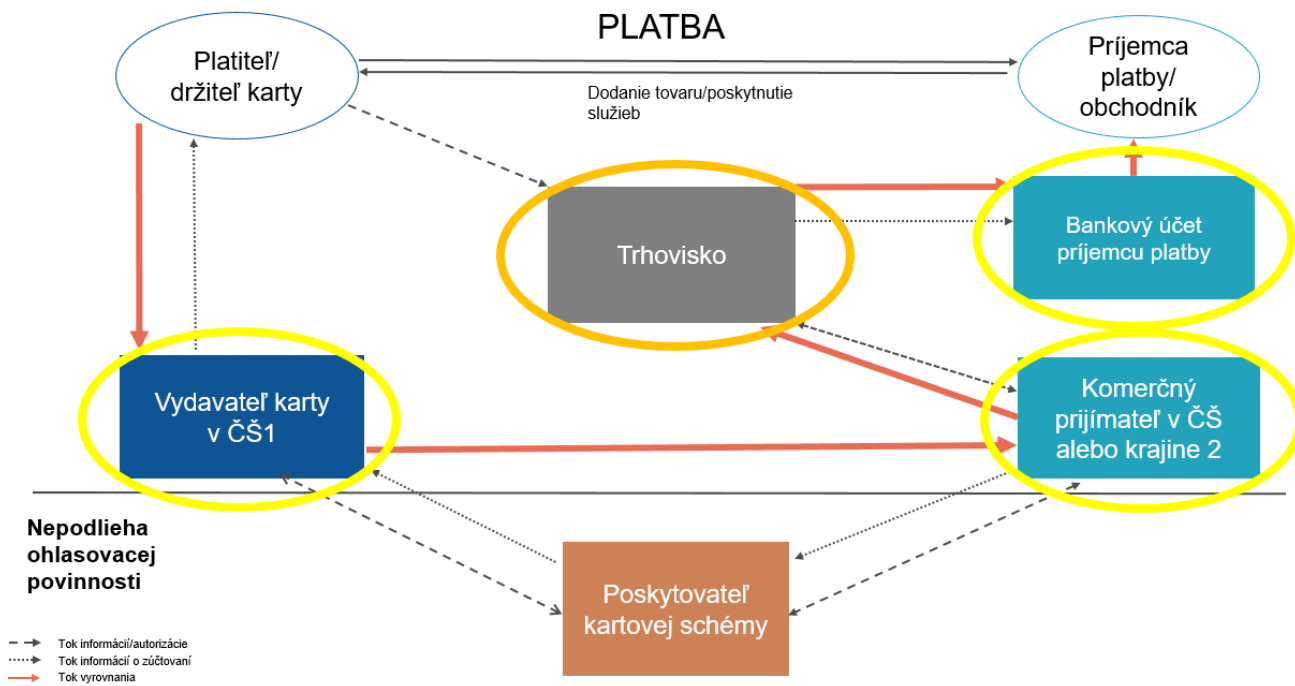 PLATBA
Platiteľ/
držiteľ karty
Príjemca
platby/
obchodník
Dodanie tovaru/poskytnutie
služieb
Trhovisko
Bankový účet
príjemcu platby
Vydavateľ karty
v ČŠ1
Komerčný
prijímateľ v ČŠ
alebo krajine 2
Nepodlieha
ohlasovacej
povinnosti
Poskytovateľ
kartovej schémy
Tok informácií/autorizácie
Tok informácií o zúčtovaní
Tok vyrovnania